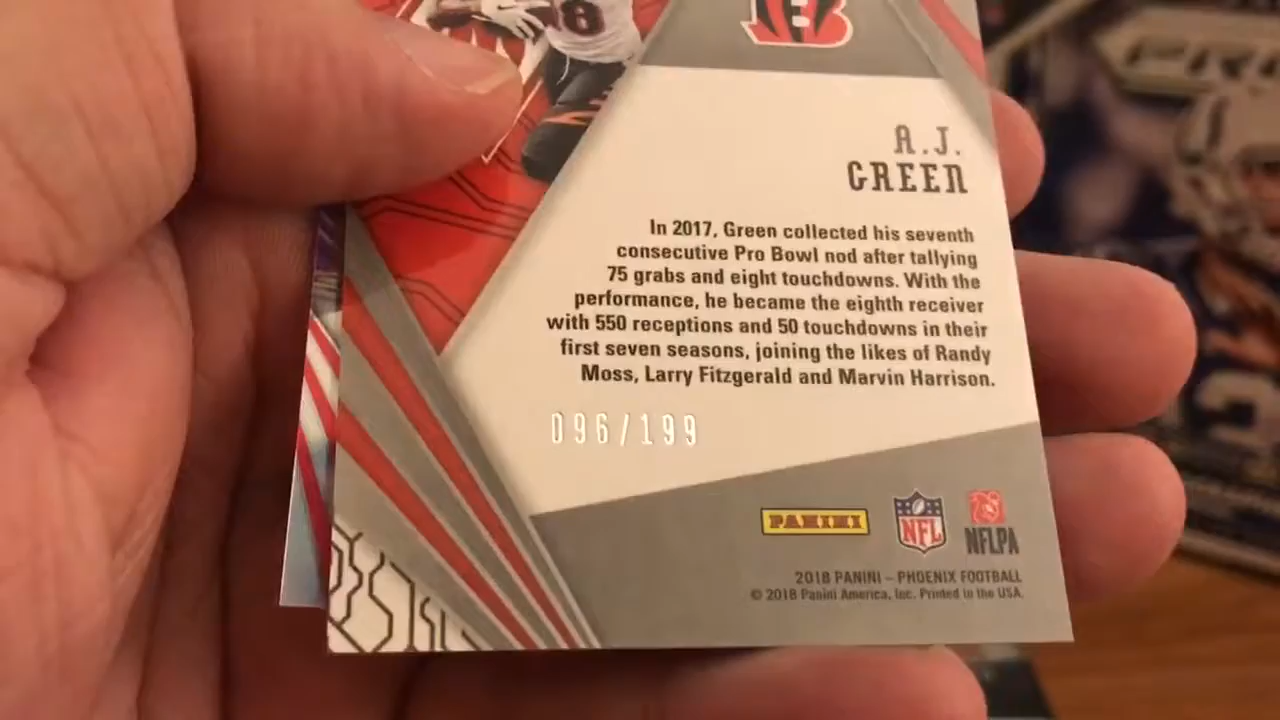 8
B
A.J.
GREEN
In 2017, Green collected his seventh
consecutive Pro Bowl nod after tallying
75 grabs and eight touchdowns. With the
performance, he became the eighth receiver
with 550 receptions and 50 touchdowns in their
first seven seasons, joining the likes of Randy
Moss, Larry Fitzgerald and Marvin Harrison.
096/199
PANINI
NFL
NFLPA
2018 PANINI – PHOENIX FOOTBALL
© 2018 Panini America, Inc. Printed in the USA.